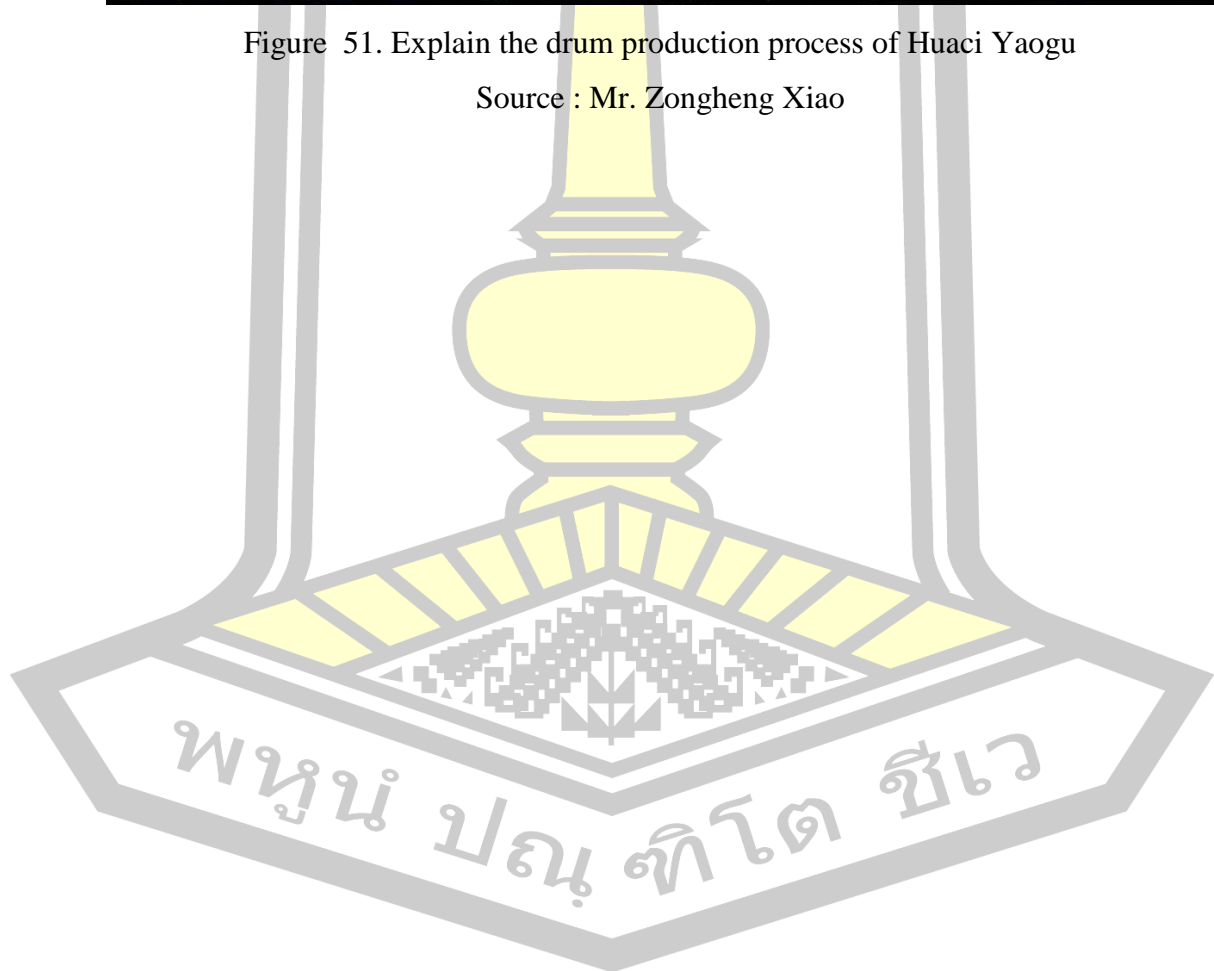 Figure 51. Explain the drum production process of Huaci Yaogu
Source : Mr. Zongheng Xiao
พหูนํ ปณฺฑิโต ชีเว